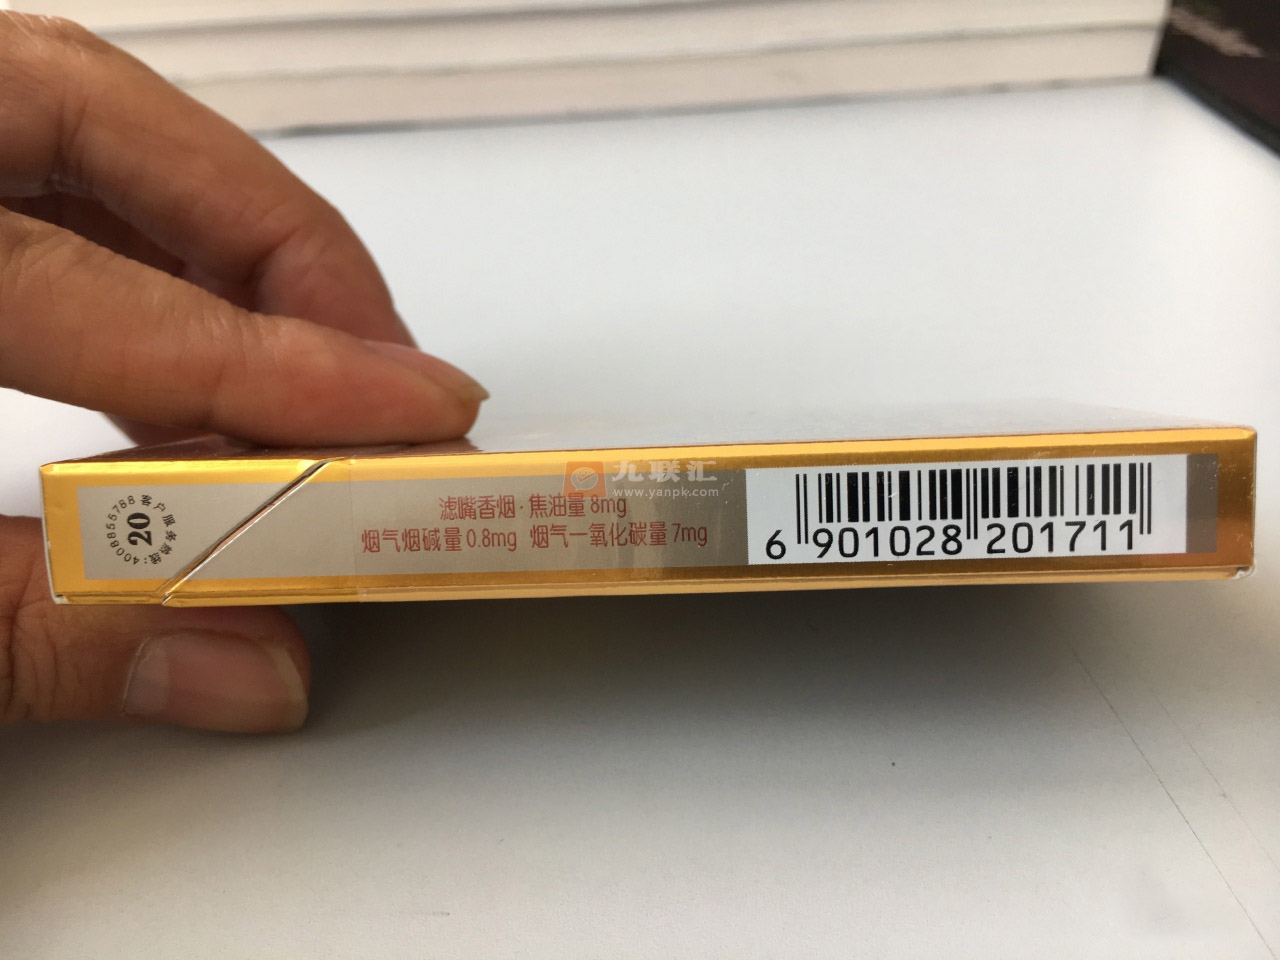 客户服务热线:4008855788
20
滤嘴香烟·焦油量 8mg
烟气烟碱量 0.8mg 烟气一氧化碳量 7mg
九联汇
www.yanpk.com
6 901028 201711